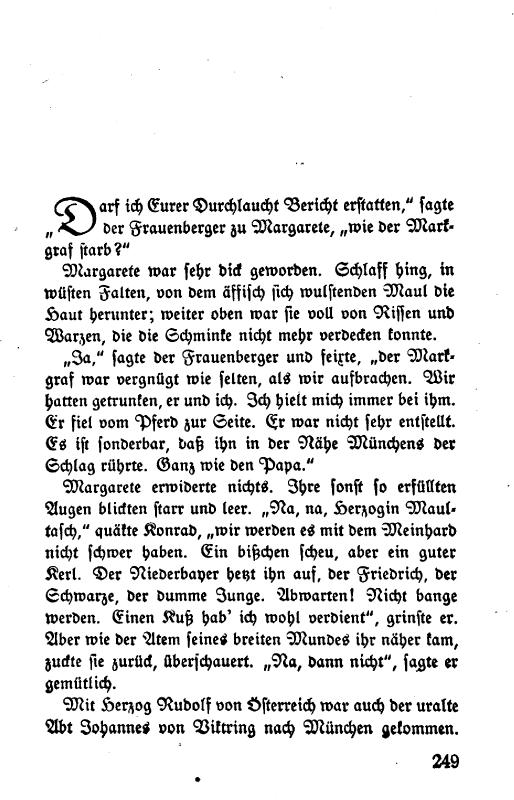 „Darf ich Eurer Durchlaucht Bericht erstatten,“ sagte
der Frauenberger zu Margarete, „wie der Mark-
graf starb?“
Margarete war sehr dick geworden. Schlaff hing, in
wüsten Falten, von dem äffisch sich wulstenden Maul die
Haut herunter; weiter oben war sie voll von Rissen und
Warzen, die die Schminke nicht mehr verdecken konnte.
„Ja,“ sagte der Frauenberger und feixte, „der Mark-
graf war vergnügt wie selten, als wir aufbrachen. Wir
hatten getrunken, er und ich. Ich hielt mich immer bei ihm.
Er fiel vom Pferd zur Seite. Er war nicht sehr entstellt.
Es ist sonderbar, daß ihn in der Nähe Münchens der
Schlag rührte. Ganz wie den Papa.“
Margarete erwiderte nichts. Ihre sonst so erfüllten
Augen blickten starr und leer. „Na, na, Herzogin Maul-
tasch,“ quäkte Konrad, „wir werden es mit dem Meinhard
nicht schwer haben. Ein bißchen scheu, aber ein guter
Kerl. Der Niederbayer hetzt ihn auf, der Friedrich, der
Schwarze, der dumme Junge. Abwarten! Nicht bange
werden. Einen Kuß hab' ich wohl verdient“, grinste er.
Aber wie der Atem seines breiten Mundes ihr näher kam,
zuckte sie zurück, überschauert. „Na, dann nicht“, sagte er
gemütlich.
Mit Herzog Rudolf von Österreich war auch der uralte
Abt Johannes von Viktring nach München gekommen.
249